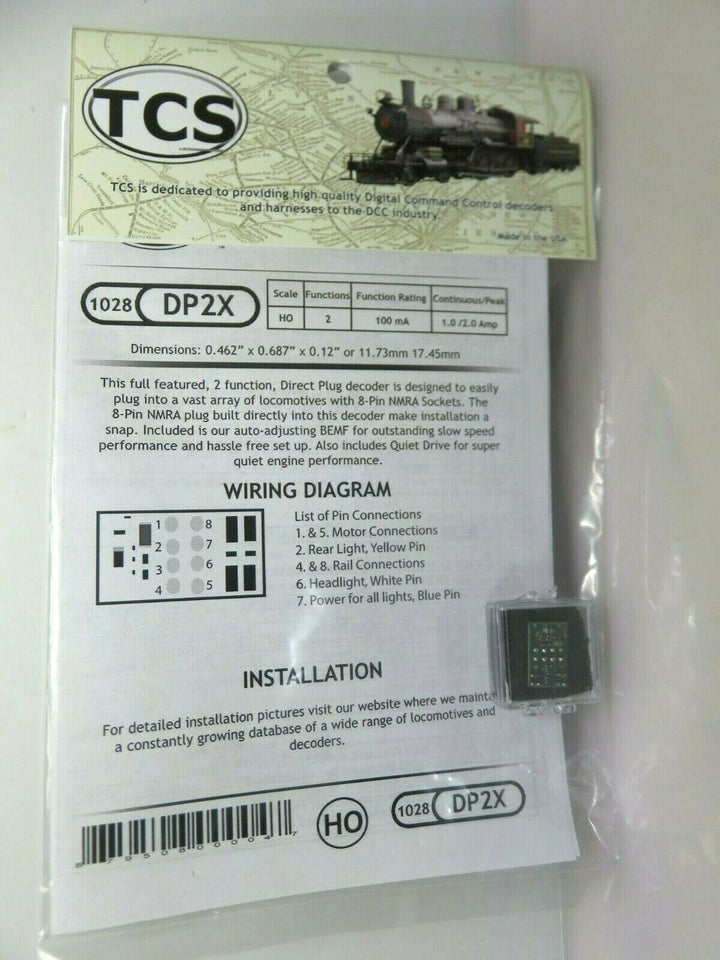 TCS
TCS is dedicated to providing high quality Digital Command Control decoders
and harnesses to the DCC industry.
Made in the USA
1028 DP2X
Scale Functions Function Rating Continuous/Peak
HO 2 100 mA 1.0 /2.0 Amp
Dimensions: 0.462” x 0.687” x 0.12” or 11.73mm 17.45mm
This full featured, 2 function, Direct Plug decoder is designed to easily
plug into a vast array of locomotives with 8-Pin NMRA Sockets. The
8-Pin NMRA plug built directly into this decoder make installation a
snap. Included is our auto-adjusting BEMF for outstanding slow speed
performance and hassle free set up. Also includes Quiet Drive for super
quiet engine performance.
WIRING DIAGRAM
1 8
2 7
3 6
4 5
List of Pin Connections
1. & 5. Motor Connections
2. Rear Light, Yellow Pin
4. & 8. Rail Connections
6. Headlight, White Pin
7. Power for all lights, Blue Pin
INSTALLATION
For detailed installation pictures visit our website where we
a constantly growing database of a wide range of locomotives and
decoders.
HO
1028 DP2X